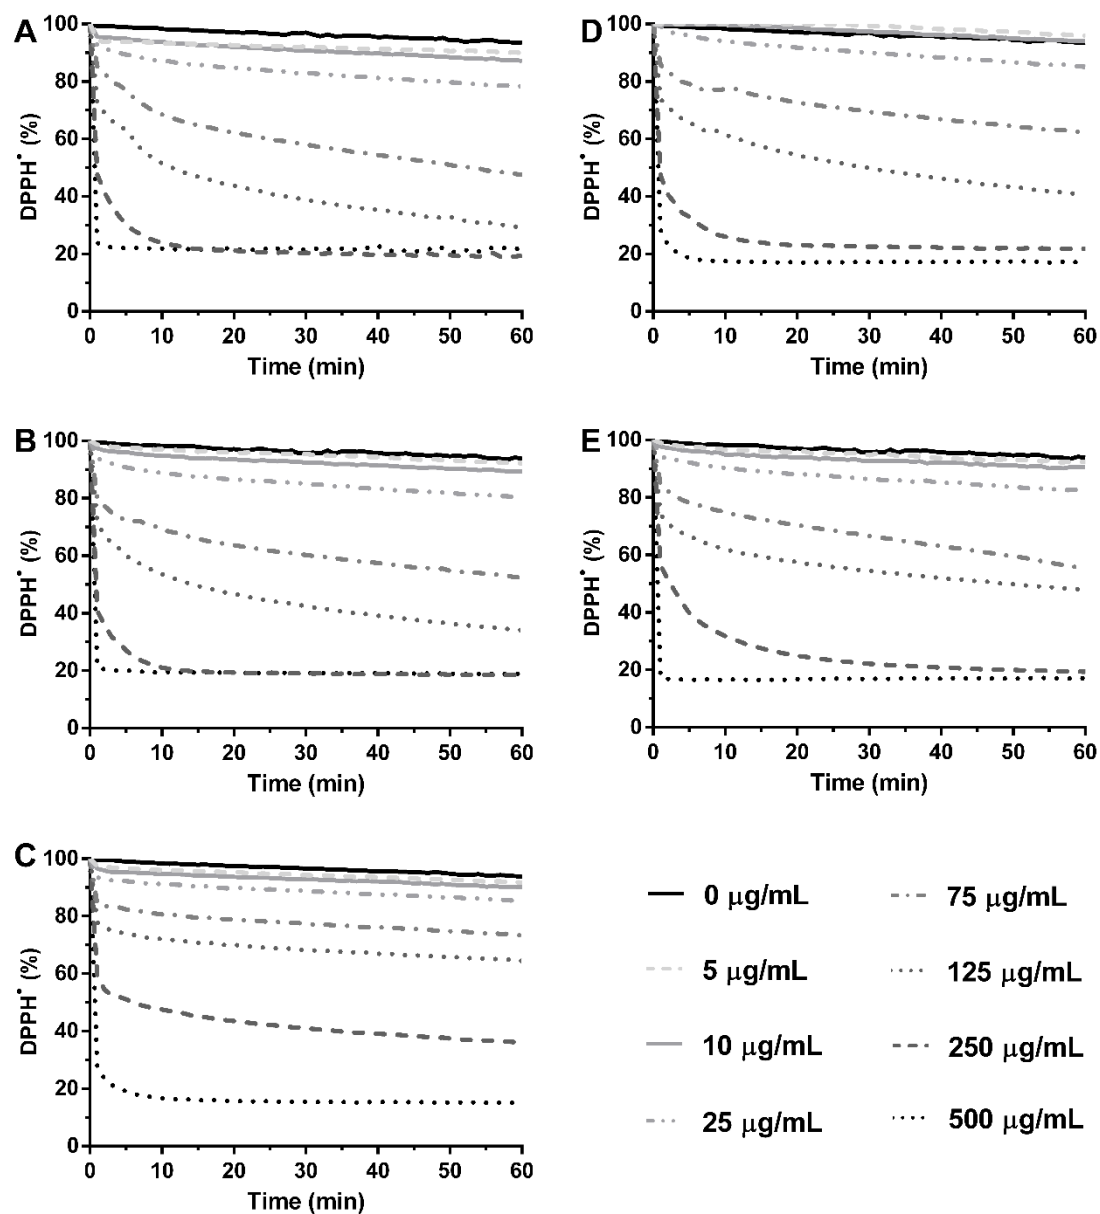 A
DPPH• (%)
100
80
60
40
20
0
0 10 20 30 40 50 60
Time (min)
D
DPPH• (%)
100
80
60
40
20
0
0 10 20 30 40 50 60
Time (min)
B
DPPH• (%)
100
80
60
40
20
0
0 10 20 30 40 50 60
Time (min)
E
DPPH• (%)
100
80
60
40
20
0
0 10 20 30 40 50 60
Time (min)
C
DPPH• (%)
100
80
60
40
20
0
0 10 20 30 40 50 60
Time (min)
0 μg/mL
5 μg/mL
10 μg/mL
25 μg/mL
75 μg/mL
125 μg/mL
250 μg/mL
500 μg/mL